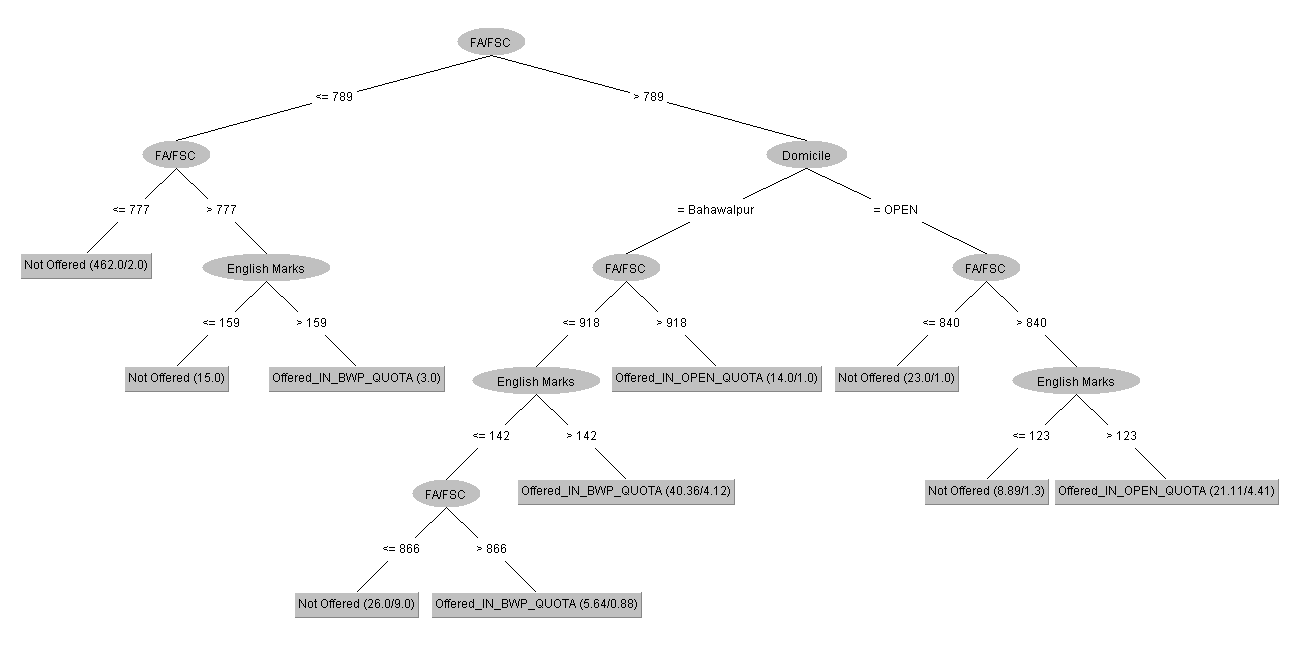 FA/FSC
<= 789
> 789
FA/FSC
Domicile
<= 777
> 777
= Bahawalpur
= OPEN
Not Offered (462.0/2.0)
English Marks
FA/FSC
FA/FSC
<= 159
> 159
<= 918
> 918
<= 840
> 840
Not Offered (15.0)
Offered_IN_BWP_QUOTA (3.0)
English Marks
Offered_IN_OPEN_QUOTA (14.0/1.0)
Not Offered (23.0/1.0)
English Marks
<= 142
> 142
<= 123
> 123
FA/FSC
Offered_IN_BWP_QUOTA (40.36/4.12)
Not Offered (8.89/1.3)
Offered_IN_OPEN_QUOTA (21.11/4.41)
<= 866
> 866
Not Offered (26.0/9.0)
Offered_IN_BWP_QUOTA (5.64/0.88)